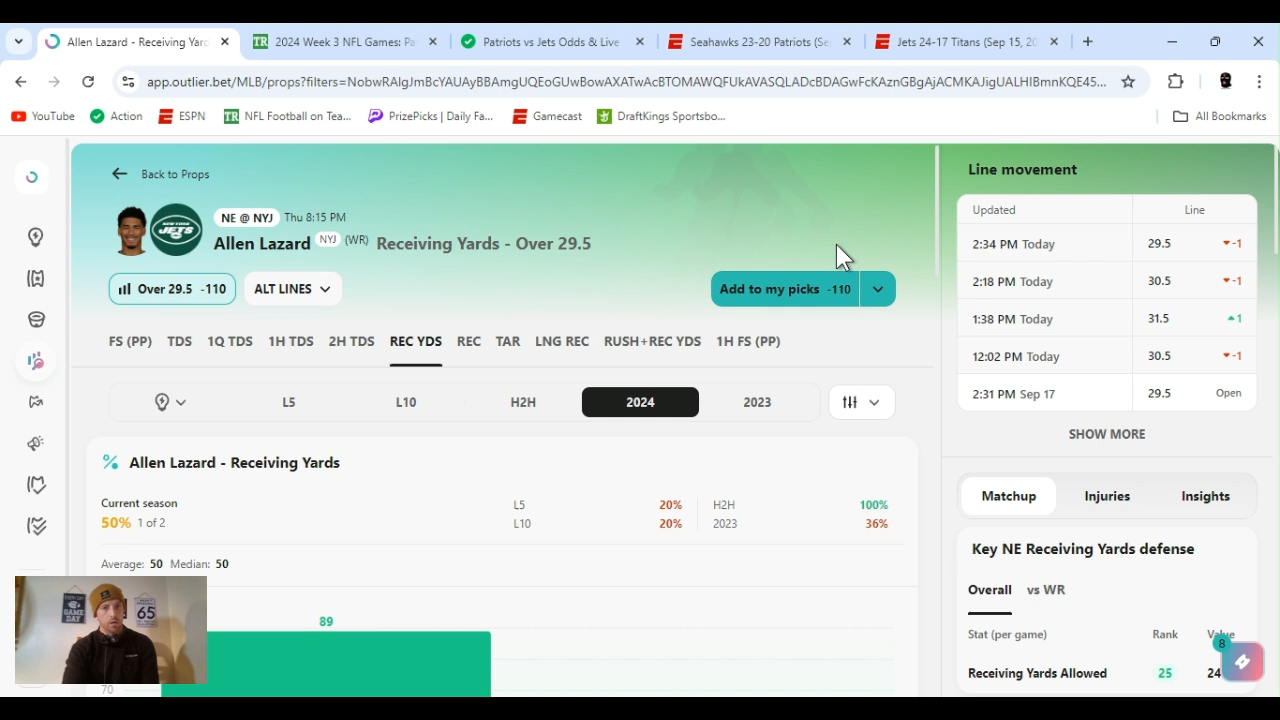 Allen Lazard - Receiving Yarc
2024 Week 3 NFL Games: Pa
Patriots vs Jets Odds & Live
Seahawks 23-20 Patriots (Se
Jets 24-17 Titans (Sep 15, 20
app.outlier.bet/MLB/props?filters=NobwRAlgJmBcYAUAyBBAmgUQEoGUwBowAXATwAcBTOMAWQFUkAVASQLADcBDAGwFcKAznGBgAjACMKAJigUALHIBmnKQE45...
YouTube
Action
ESPN
NFL Football on Tea...
PrizePicks | Daily Fa...
Gamecast
DraftKings Sportsbo...
All Bookmarks
Back to Props
NE @ NYJ Thu 8:15 PM
Allen Lazard NYJ (WR) Receiving Yards - Over 29.5
Over 29.5 -110
ALT LINES
Add to my picks -110
FS (PP) TDS 1Q TDS 1H TDS 2H TDS REC YDS REC TAR LNG REC RUSH+REC YDS 1H FS (PP)
L5 L10 H2H 2024 2023
Allen Lazard - Receiving Yards
Current season
50% 1 of 2
L5 20% H2H 100%
L10 20% 2023 36%
Average: 50 Median: 50
89
70
GAME DAY
65
Line movement
Updated Line
2:34 PM Today 29.5 -1
2:18 PM Today 30.5 -1
1:38 PM Today 31.5 1
12:02 PM Today 30.5 -1
2:31 PM Sep 17 29.5 Open
SHOW MORE
Matchup Injuries Insights
Key NE Receiving Yards defense
Overall vs WR
Stat (per game) Rank Value
8
Receiving Yards Allowed 25 24